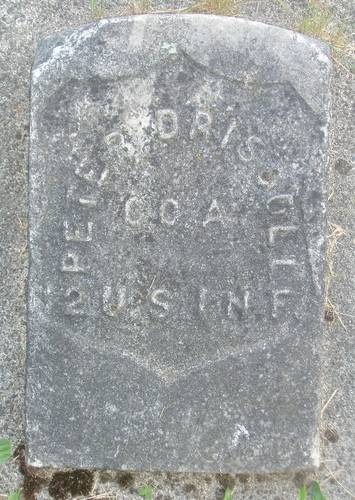 PETER DRISCOLL
CO. A.
2 U.S. INF.